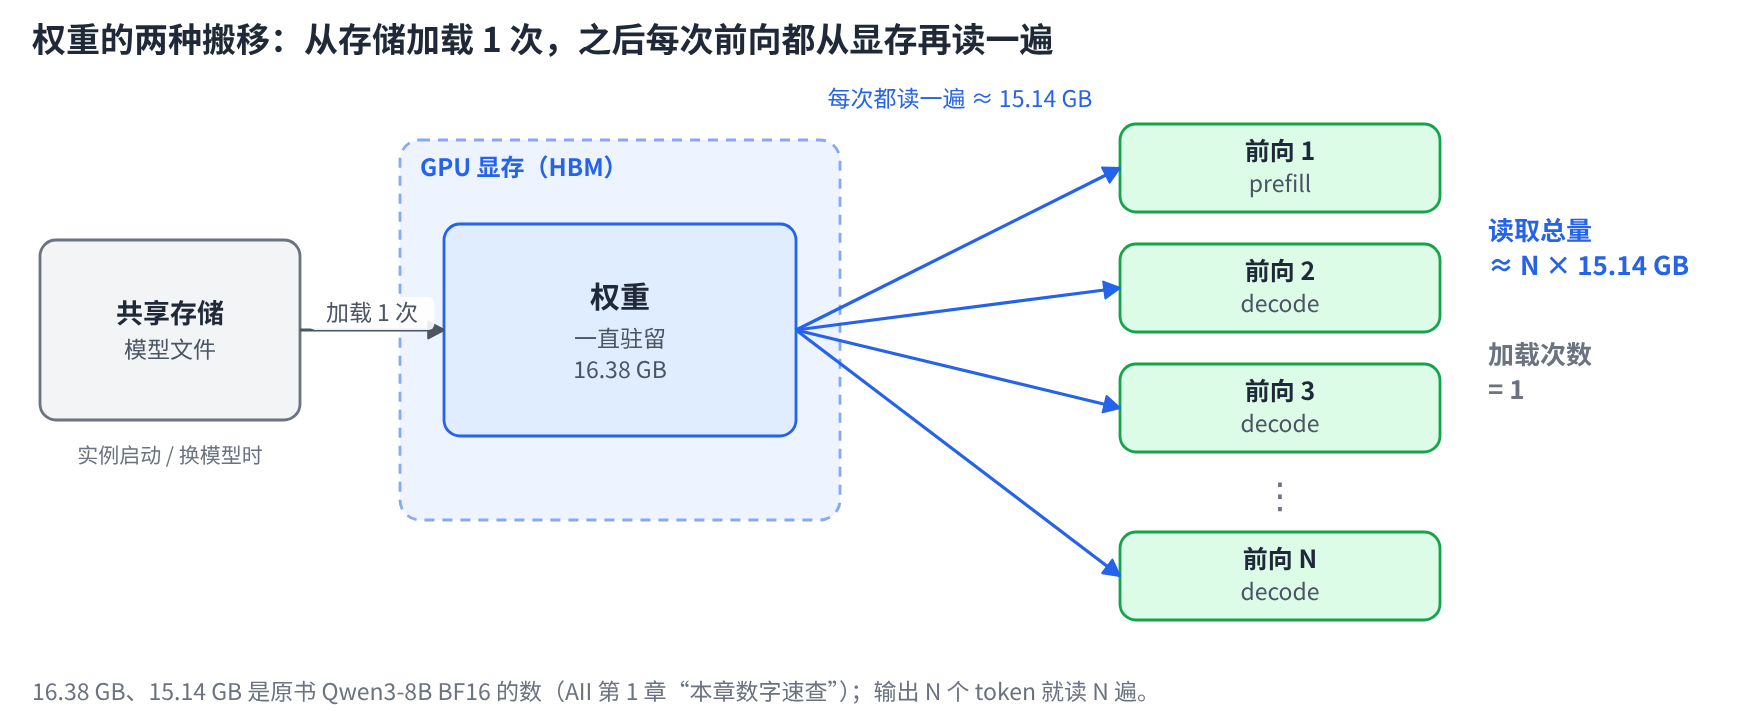 权重的两种搬移：从存储加载 1 次，之后每次前向都从显存再读一遍
每次都读一遍 ≈ 15.14 GB
GPU 显存（HBM）
共享存储
模型文件
加载 1 次
实例启动 / 换模型时
权重
一直驻留
16.38 GB
前向 1
prefill
前向 2
decode
前向 3
decode
⋮
前向 N
decode
读取总量
≈ N × 15.14 GB
加载次数
= 1
16.38 GB、15.14 GB 是原书 Qwen3-8B BF16 的数（AII 第 1 章“本章数字速查”）；输出 N 个 token 就读 N 遍。